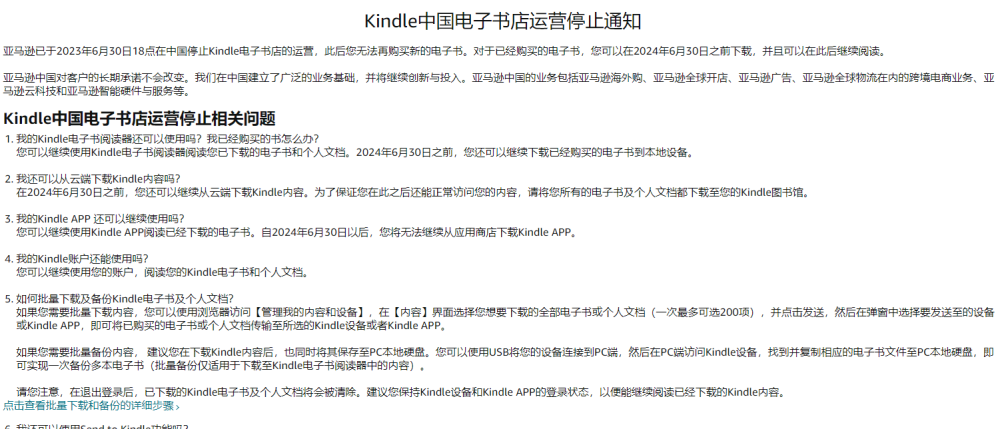 Kindle中国电子书店运营停止通知
亚马逊已于2023年6月30日18点在中国停止Kindle电子书店的运营，此后您无法再购买新的电子书。对于已经购买的电子书，您可以在2024年6月30日之前下载，并且可以在此后继续阅读。
亚马逊中国对客户的长期承诺不会改变。我们在中国建立了广泛的业务基础，并将继续创新与投入。亚马逊中国的业务包括亚马逊海外购、亚马逊全球开店、亚马逊广告、亚马逊全球物流在内的跨境电商业务、亚
马逊云科技和亚马逊智能硬件与服务等。
Kindle中国电子书店运营停止相关问题
1. 我的Kindle电子书阅读器还可以使用吗？我已经购买的书怎么办？
您可以继续使用Kindle电子书阅读器阅读您已下载的电子书和个人文档。2024年6月30日之前，您还可以继续下载已经购买的电子书到本地设备。
2. 我还可以从云端下载Kindle内容吗？
在2024年6月30日之前，您还可以继续从云端下载Kindle内容。为了保证您在此之后还能正常访问您的内容，请将您所有的电子书及个人文档都下载至您的Kindle图书馆。
3. 我的Kindle APP 还可以继续使用吗？
您可以继续使用Kindle APP阅读已经下载的电子书。自2024年6月30日以后，您将无法继续从应用商店下载Kindle APP。
4. 我的Kindle账户还能使用吗？
您可以继续使用您的账户，阅读您的Kindle电子书和个人文档。
5. 如何批量下载及备份Kindle电子书及个人文档？
如果您需要批量下载内容，您可以使用浏览器访问【管理我的内容和设备】，在【内容】界面选择您想要下载的全部电子书或个人文档（一次最多可选200项），并点击发送，然后在弹窗中选择要发送至的设备
或Kindle APP，即可将已购买的电子书或个人文档传输至所选的Kindle设备或者Kindle APP。
如果您需要批量备份内容， 建议您在下载Kindle内容后，也同时将其保存至PC本地硬盘。您可以使用USB将您的设备连接到PC端，然后在PC端访问Kindle设备，找到并复制相应的电子书文件至PC本地硬盘，即
可实现一次备份多本电子书（批量备份仅适用于下载至Kindle电子书阅读器中的内容）。
请您注意，在退出登录后，已下载的Kindle电子书及个人文档将会被清除。建议您保持Kindle设备和Kindle APP的登录状态，以便能继续阅读已经下载的Kindle内容。
点击查看批量下载和备份的详细步骤 ›
6. 我还可以使用Send to Kindle功能吗？